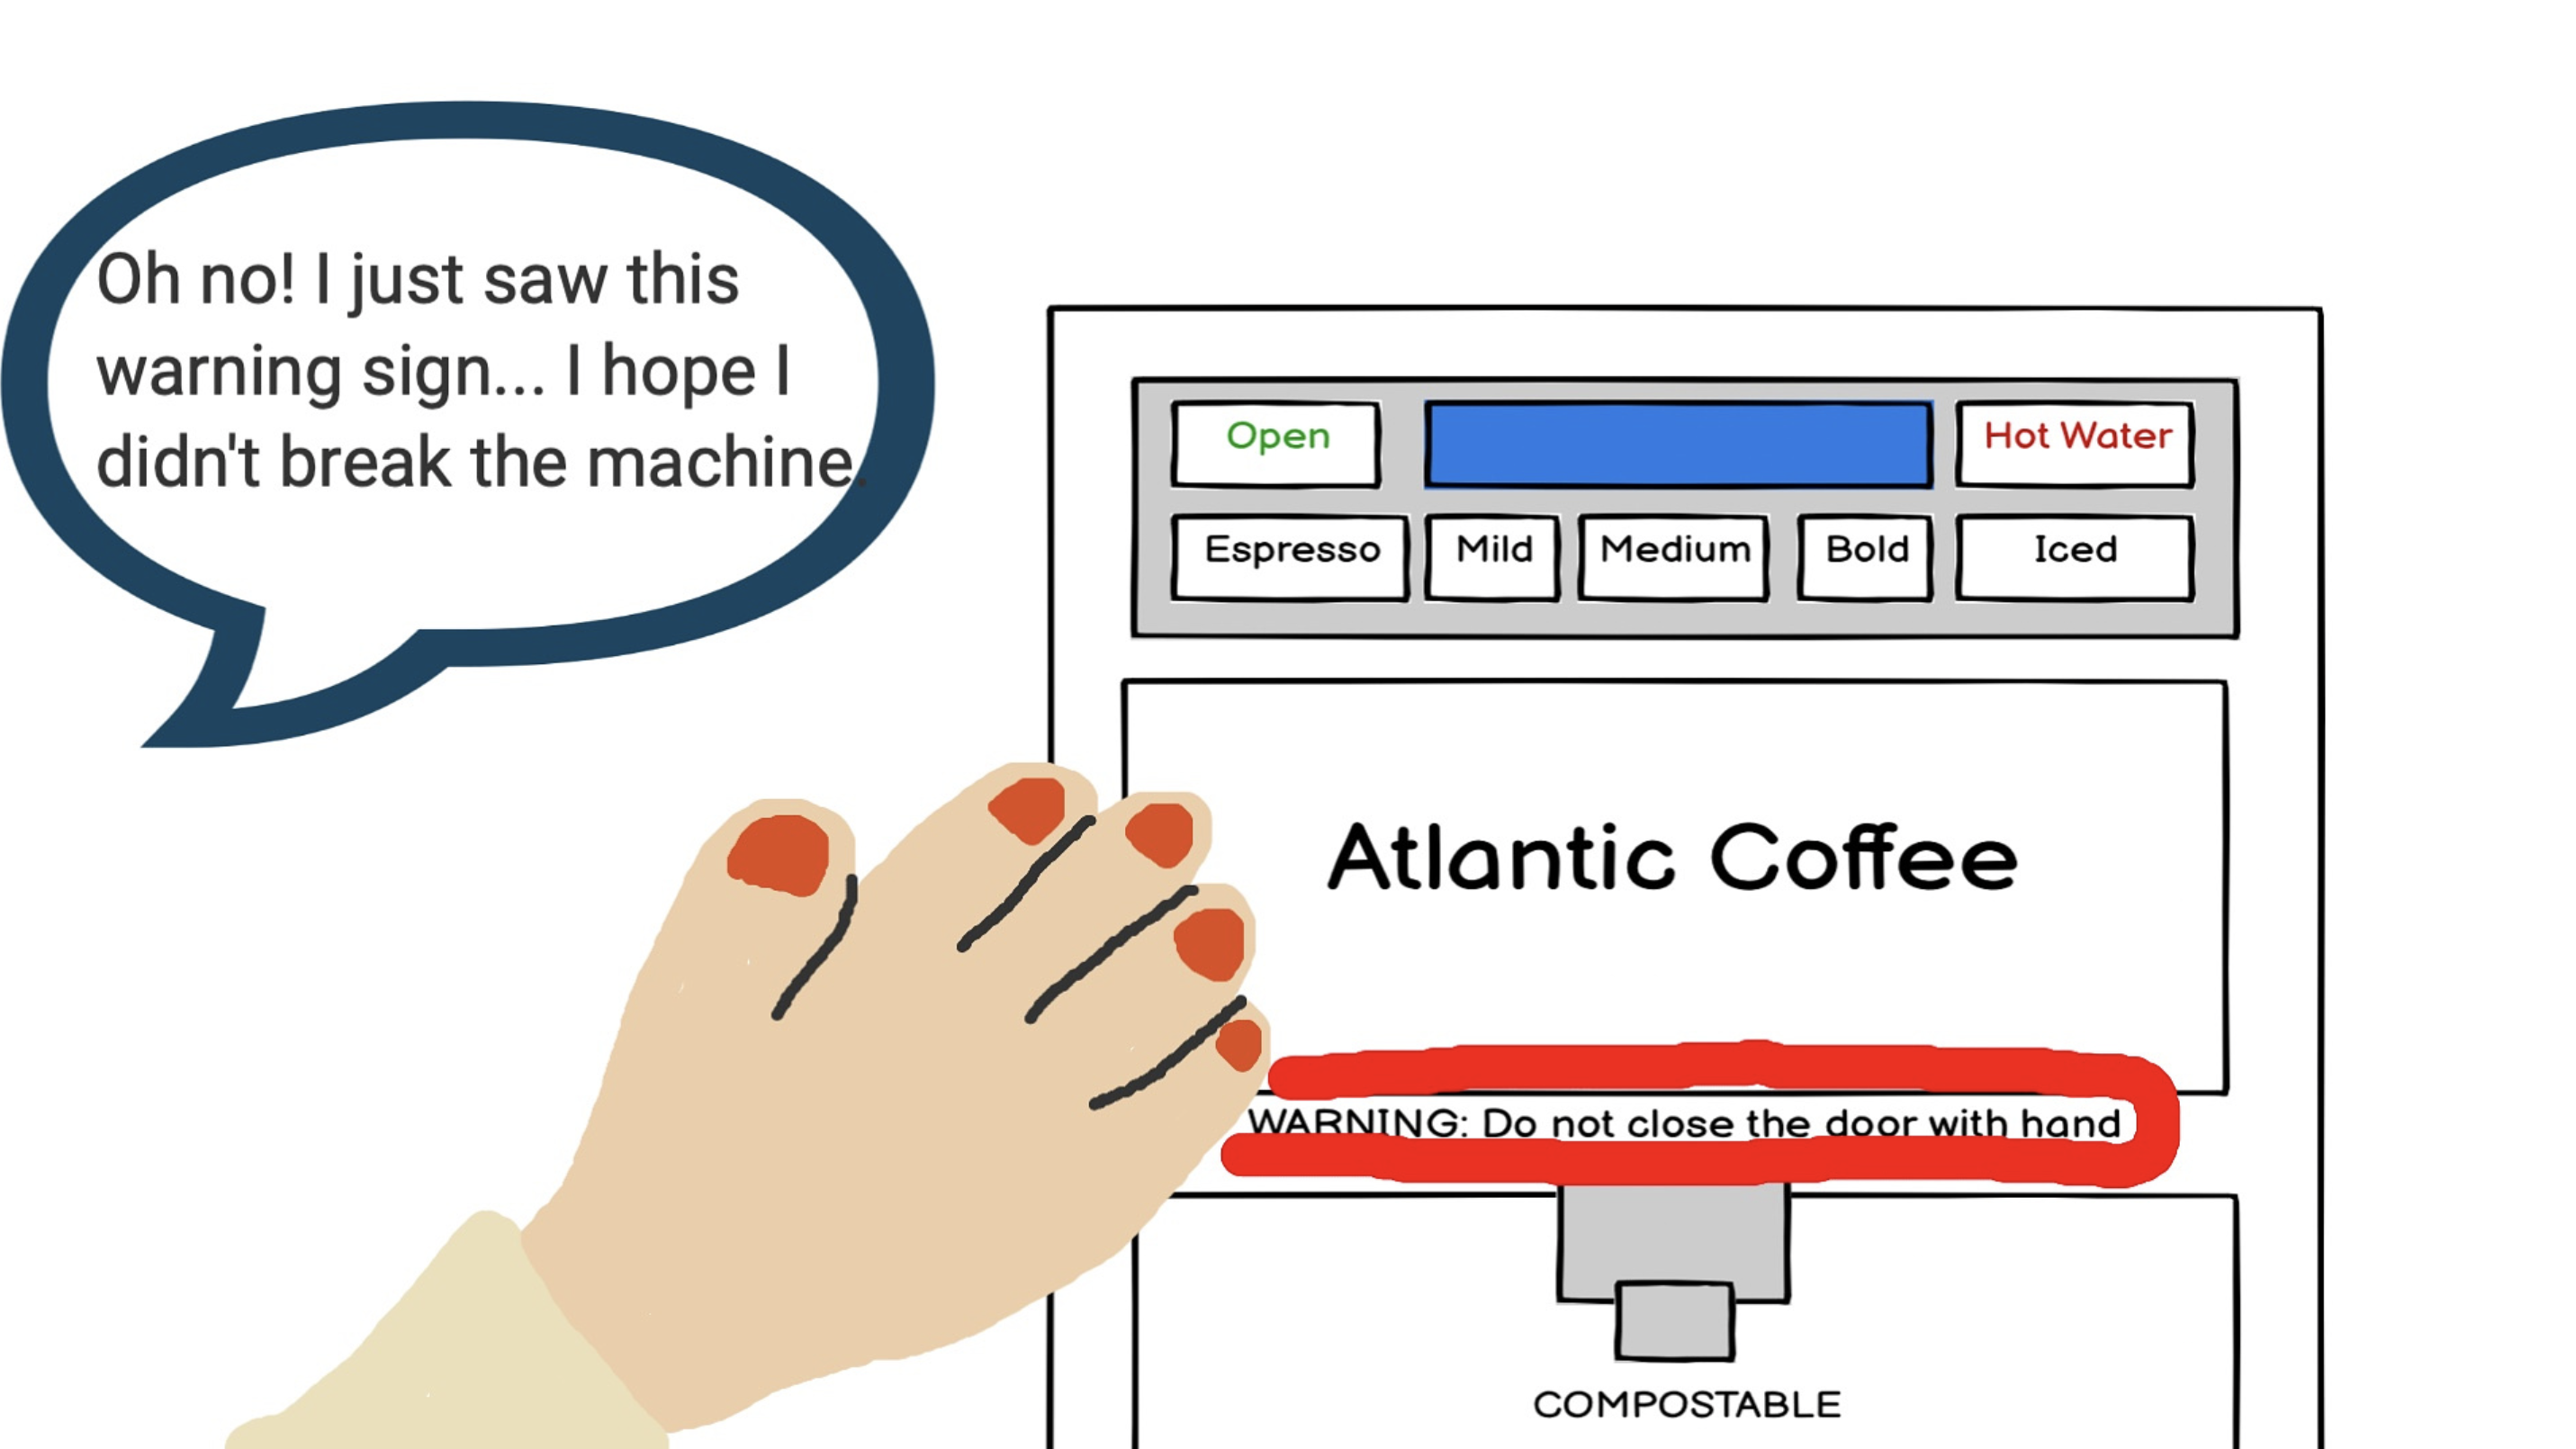 Oh no! I just saw this
warning sign... I hope I
didn't break the machine.
Open
Hot Water
Espresso
Mild
Medium
Bold
Iced
Atlantic Coffee
WARNING: Do not close the door with hand
COMPOSTABLE